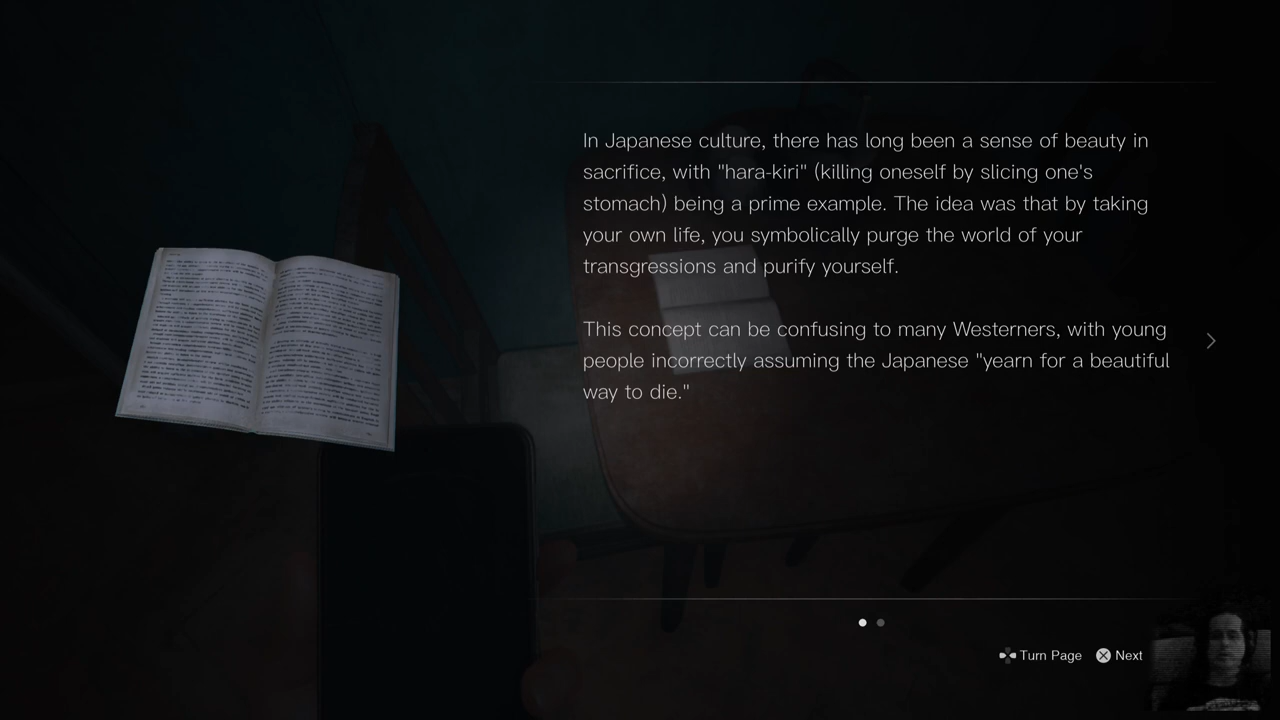 In Japanese culture, there has long been a sense of beauty in
sacrifice, with "hara-kiri" (killing oneself by slicing one's
stomach) being a prime example. The idea was that by taking
your own life, you symbolically purge the world of your
transgressions and purify yourself.
This concept can be confusing to many Westerners, with young
people incorrectly assuming the Japanese "yearn for a beautiful
way to die."
Turn Page
Next